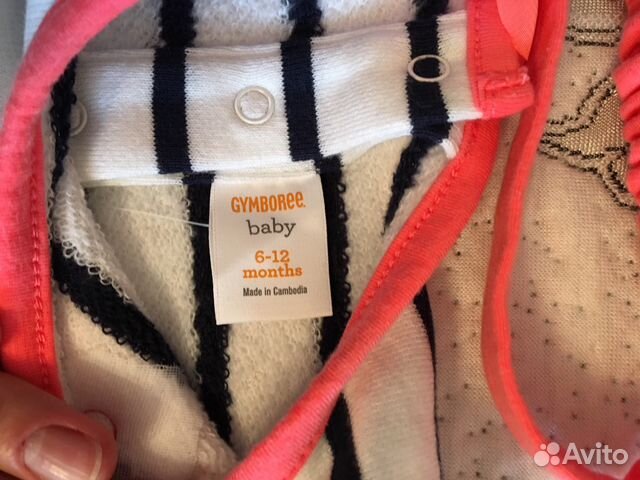 GYMBOREE
baby
6-12
months
Made in Cambodia
Avito